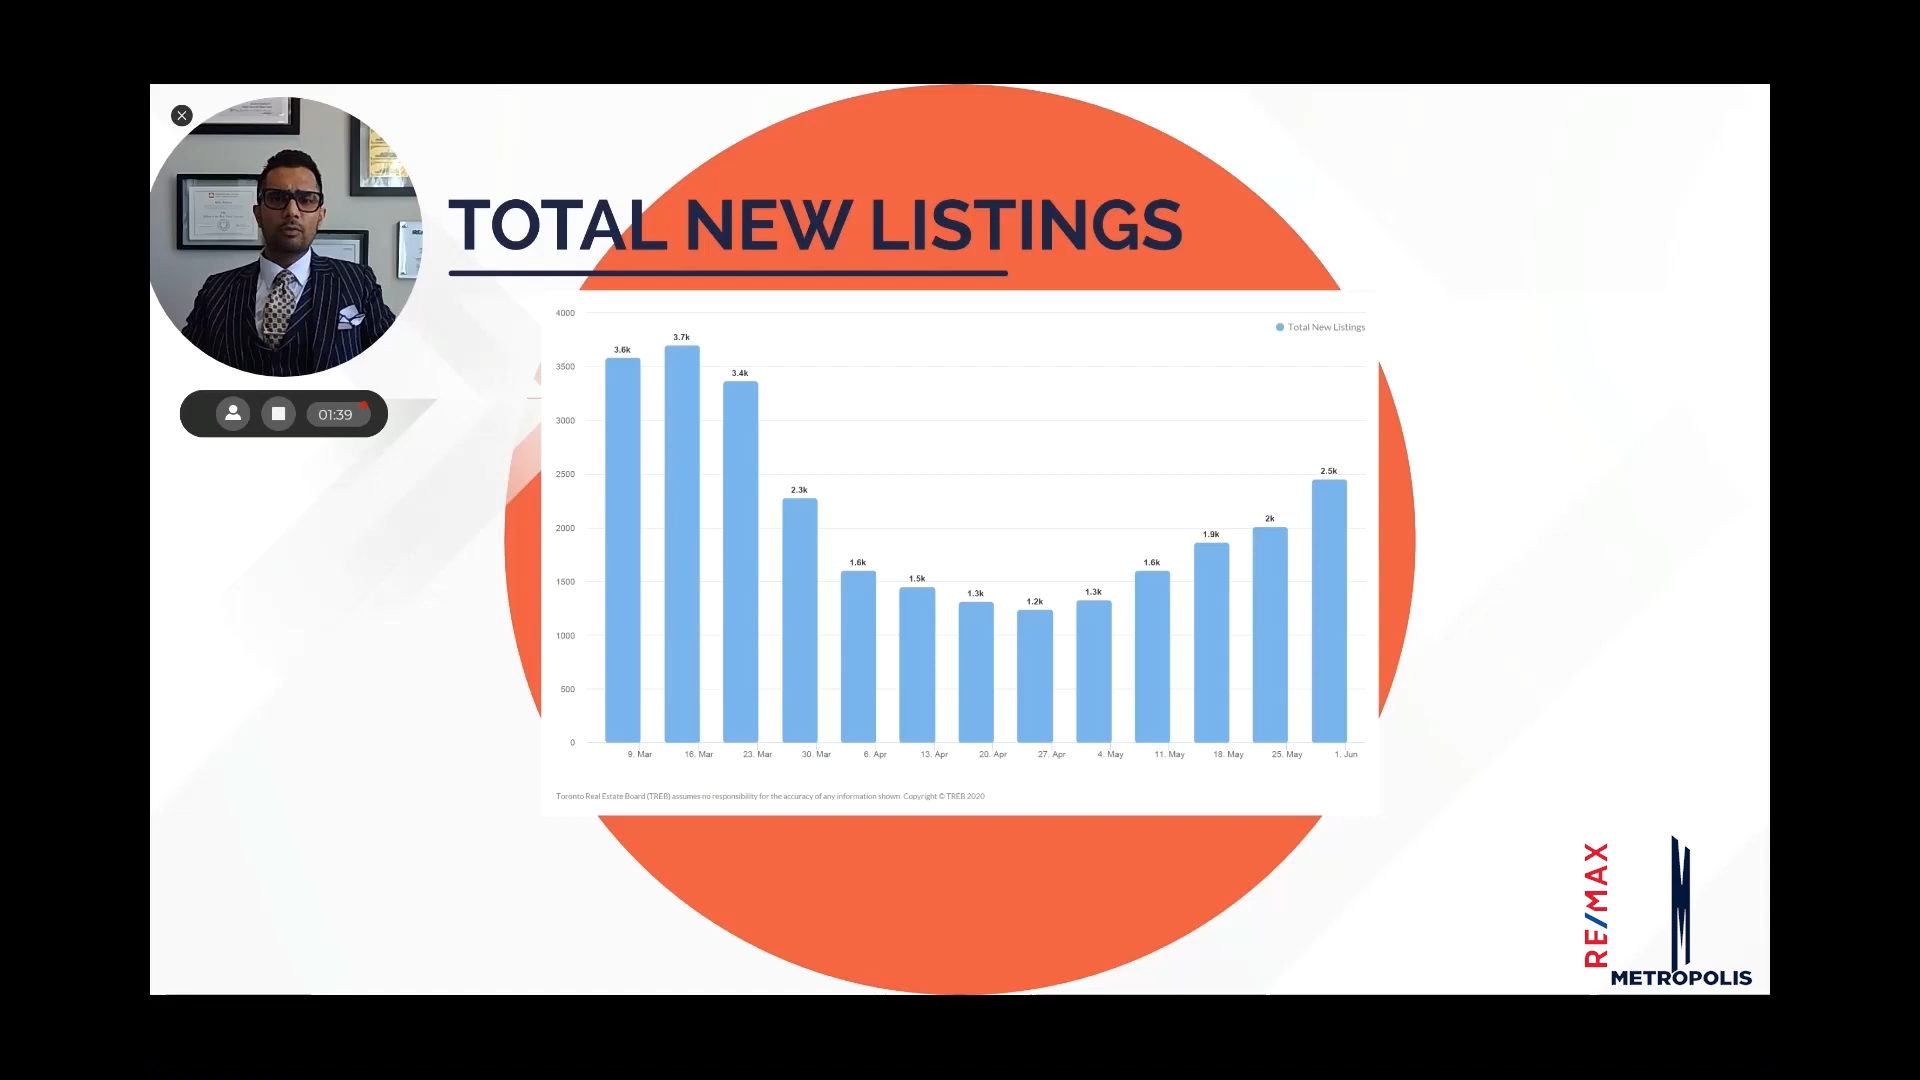 TOTAL NEW LISTINGS
01:39
Total New Listings
4000
3500
3000
2500
2000
1500
1000
500
0
3.6k
3.7k
3.4k
2.3k
1.6k
1.5k
1.3k
1.2k
1.3k
1.6k
1.9k
2k
2.5k
9. Mar
16. Mar
23. Mar
30. Mar
6. Apr
13. Apr
20. Apr
27. Apr
4. May
11. May
18. May
25. May
1. Jun
Toronto Real Estate Board (TREB) assumes no responsibility for the accuracy of any information shown. Copyright © TREB 2020
RE/MAX
METROPOLIS